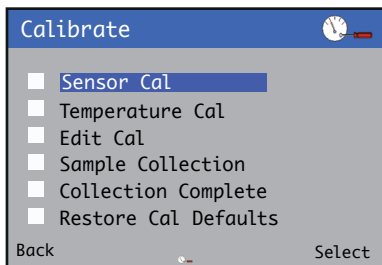 Calibrate
Sensor Cal
Temperature Cal
Edit Cal
Sample Collection
Collection Complete
Restore Cal Defaults
Back Select